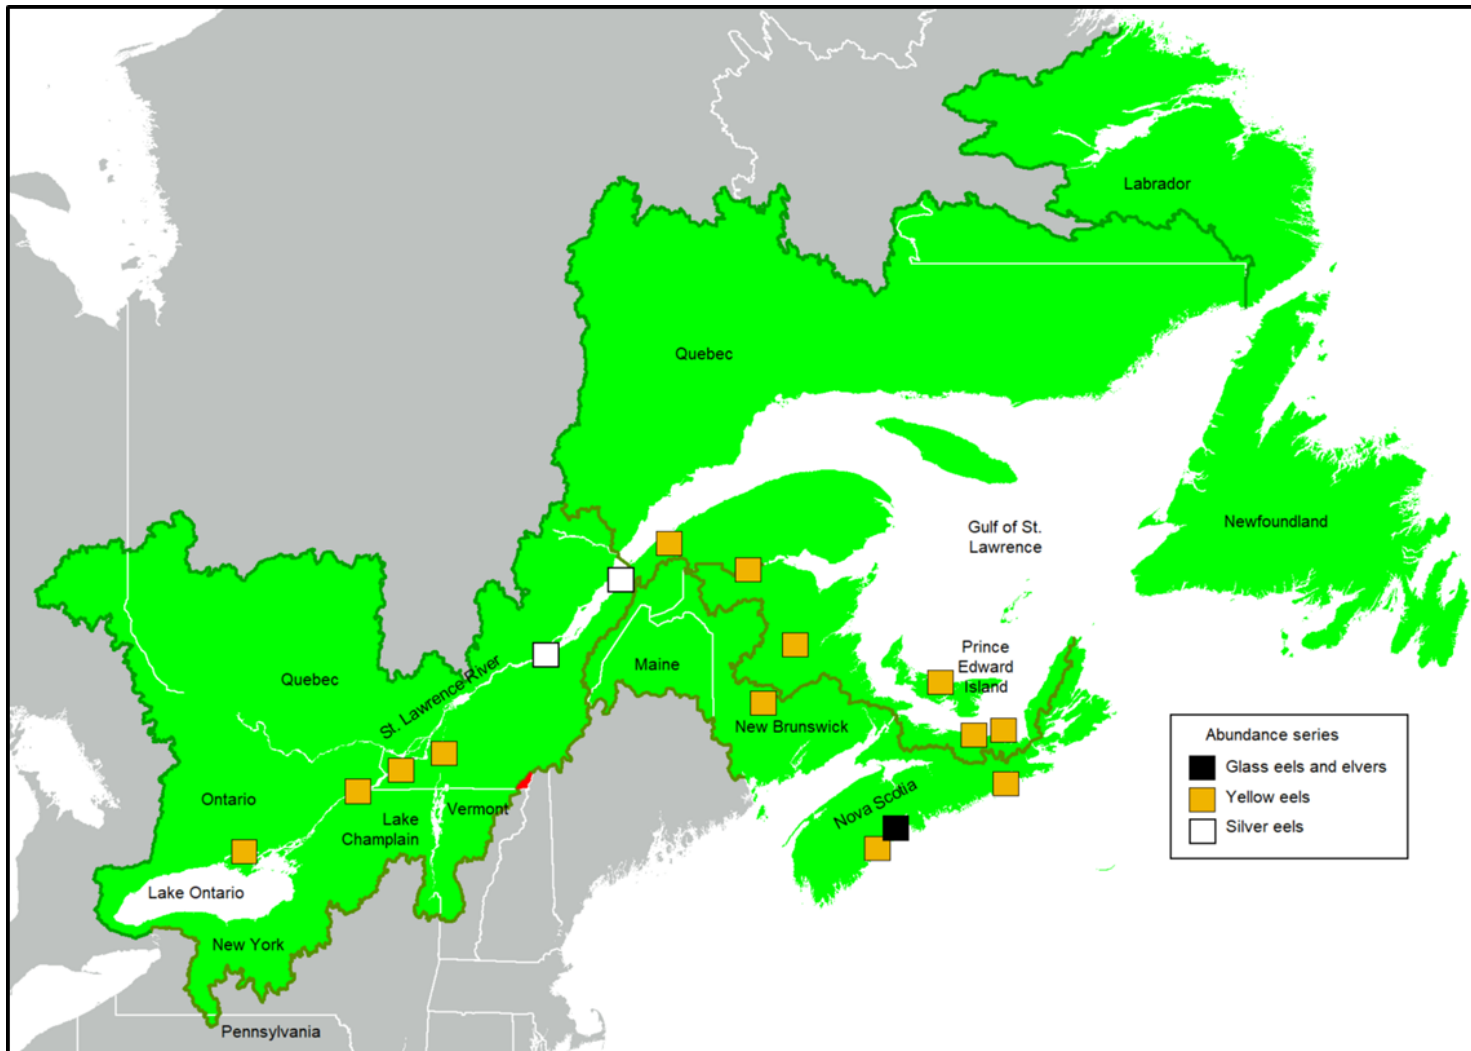 Labrador
Quebec
Newfoundland
Gulf of St.
Lawrence
Prince
Edward
Island
Maine
Quebec
St. Lawrence River
New Brunswick
Ontario
Vermont
Lake
Champlain
Nova Scotia
Lake Ontario
New York
Pennsylvania
Abundance series
Glass eels and elvers
Yellow eels
Silver eels